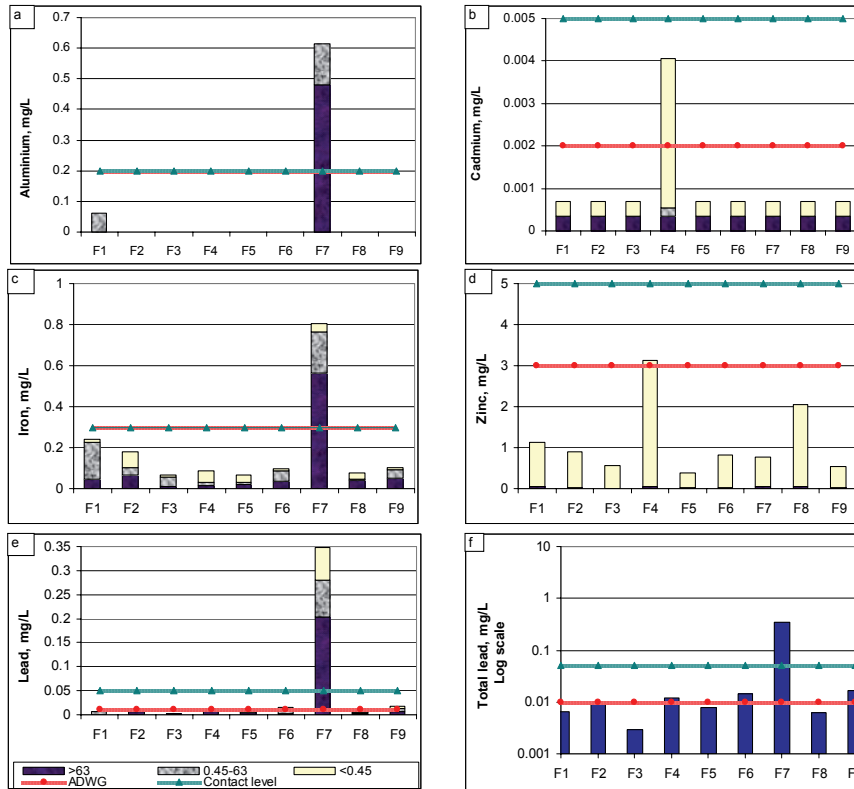 a
Aluminium, mg/L
0.7
0.6
0.5
0.4
0.3
0.2
0.1
0
F1 F2 F3 F4 F5 F6 F7 F8 F9
b
Cadmium, mg/L
0.005
0.004
0.003
0.002
0.001
0
F1 F2 F3 F4 F5 F6 F7 F8 F9
c
Iron, mg/L
1
0.8
0.6
0.4
0.2
0
F1 F2 F3 F4 F5 F6 F7 F8 F9
d
Zinc, mg/L
5
4
3
2
1
0
F1 F2 F3 F4 F5 F6 F7 F8 F9
e
Lead, mg/L
0.35
0.3
0.25
0.2
0.15
0.1
0.05
0
F1 F2 F3 F4 F5 F6 F7 F8 F9
>63 0.45-63 <0.45
ADWG Contact level
f
Total lead, mg/L
Log scale
10
1
0.1
0.01
0.001
F1 F2 F3 F4 F5 F6 F7 F8 F